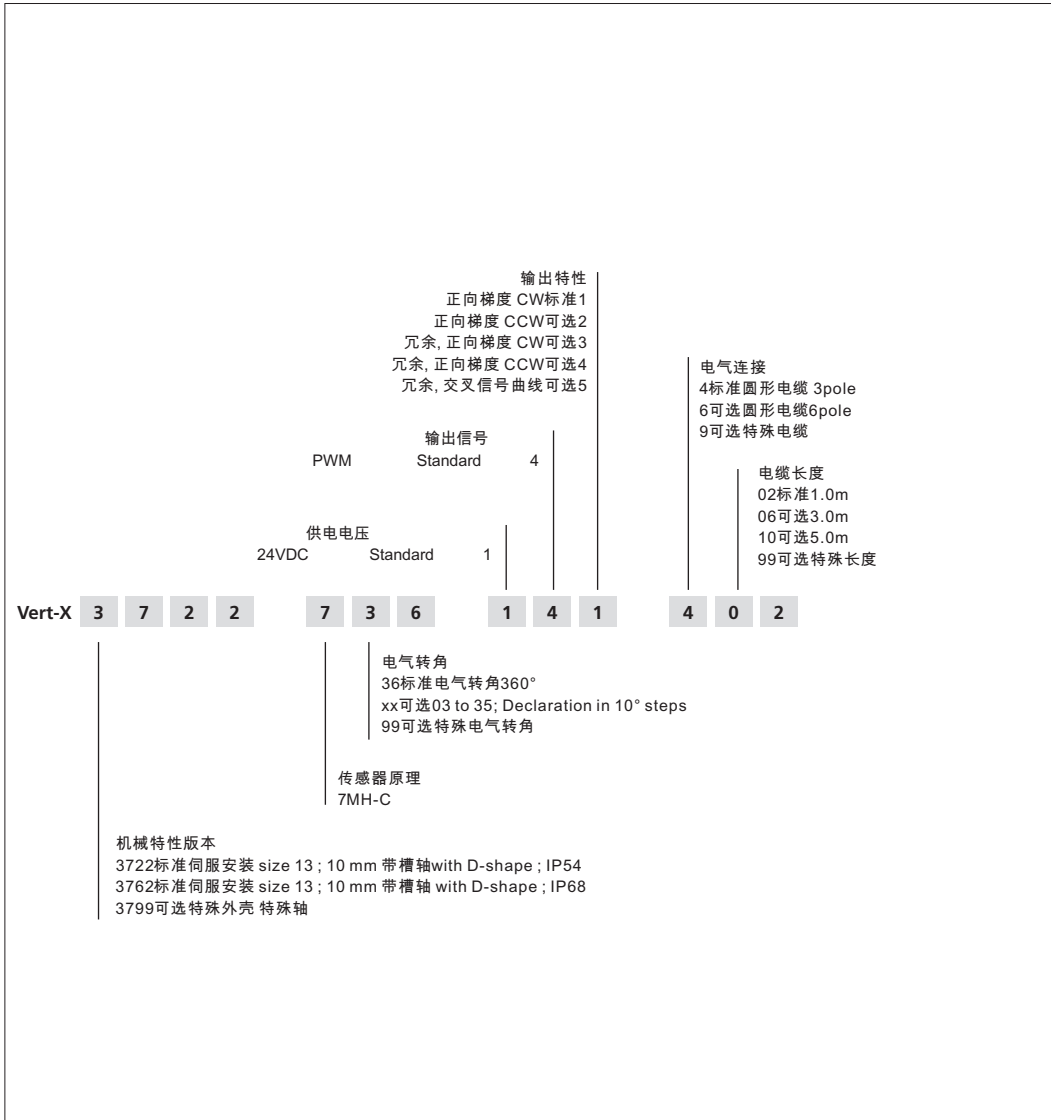 输出特性
正向梯度 CW标准1
正向梯度 CCW可选2
冗余, 正向梯度 CW可选3
冗余, 正向梯度 CCW可选4
冗余, 交叉信号曲线可选5
电气连接
4标准圆形电缆 3pole
6可选圆形电缆6pole
9可选特殊电缆
输出信号
PWM Standard 4
电缆长度
02标准1.0m
06可选3.0m
10可选5.0m
99可选特殊长度
供电电压
24VDC Standard 1
Vert-X 3 7 2 2 7 3 6 1 4 1 4 0 2
电气转角
36标准电气转角360°
xx可选03 to 35; Declaration in 10° steps
99可选特殊电气转角
传感器原理
7MH-C
机械特性版本
3722标准伺服安装 size 13 ; 10 mm 带槽轴with D-shape ; IP54
3762标准伺服安装 size 13 ; 10 mm 带槽轴 with D-shape ; IP68
3799可选特殊外壳 特殊轴